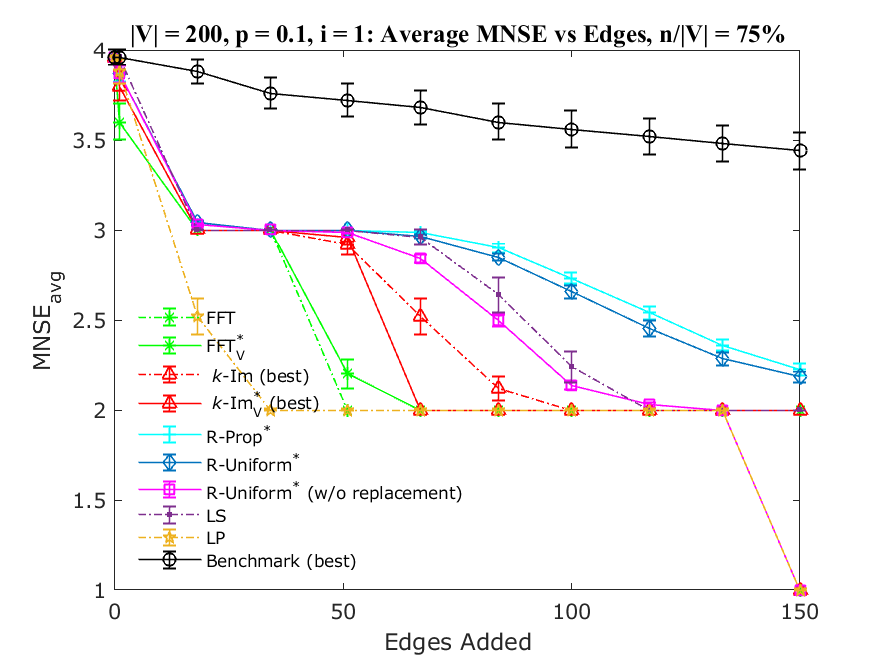 |V| = 200, p = 0.1, i = 1: Average MNSE vs Edges, n/|V| = 75%
4
3.5
3
2.5
2
1.5
1
MNSE_avg
FFT
FFT*_V
k-Im (best)
k-Im*_V (best)
R-Prop*
R-Uniform*
R-Uniform* (w/o replacement)
LS
LP
Benchmark (best)
0 50 100 150
Edges Added